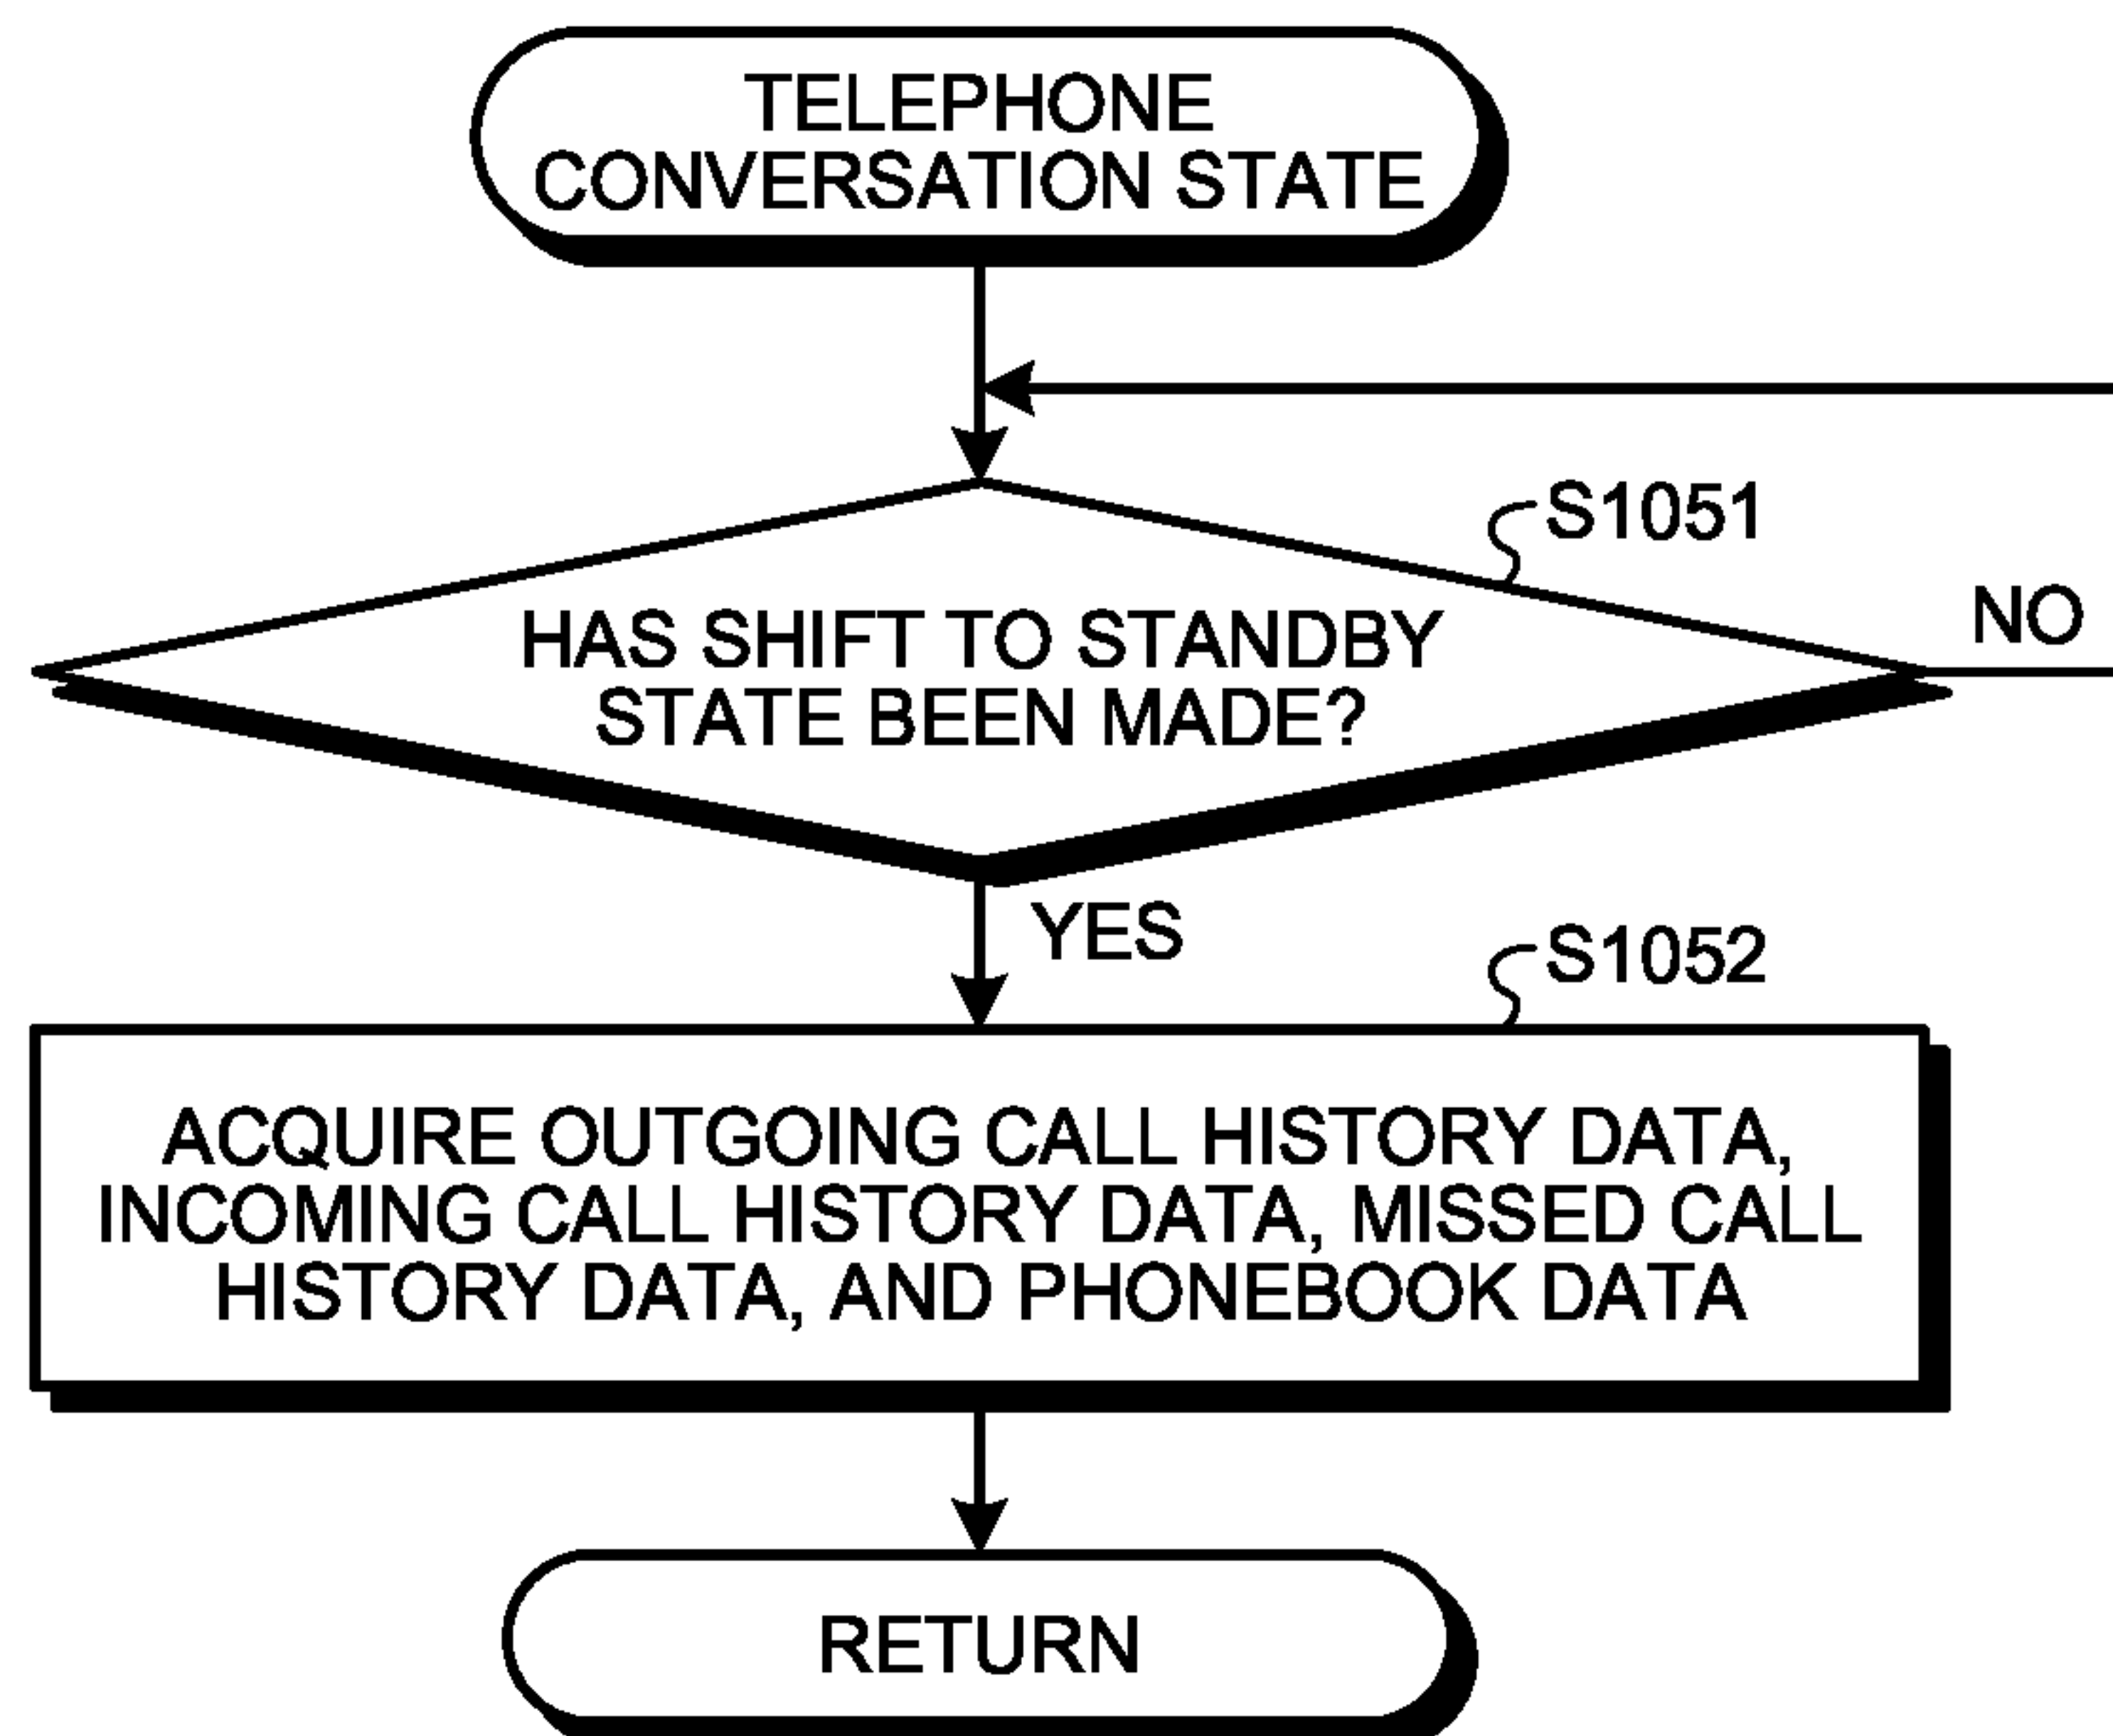 TELEPHONE
CONVERSATION STATE
S1051
HAS SHIFT TO STANDBY
STATE BEEN MADE?
NO
YES
S1052
ACQUIRE OUTGOING CALL HISTORY DATA,
INCOMING CALL HISTORY DATA, MISSED CALL
HISTORY DATA, AND PHONEBOOK DATA
RETURN